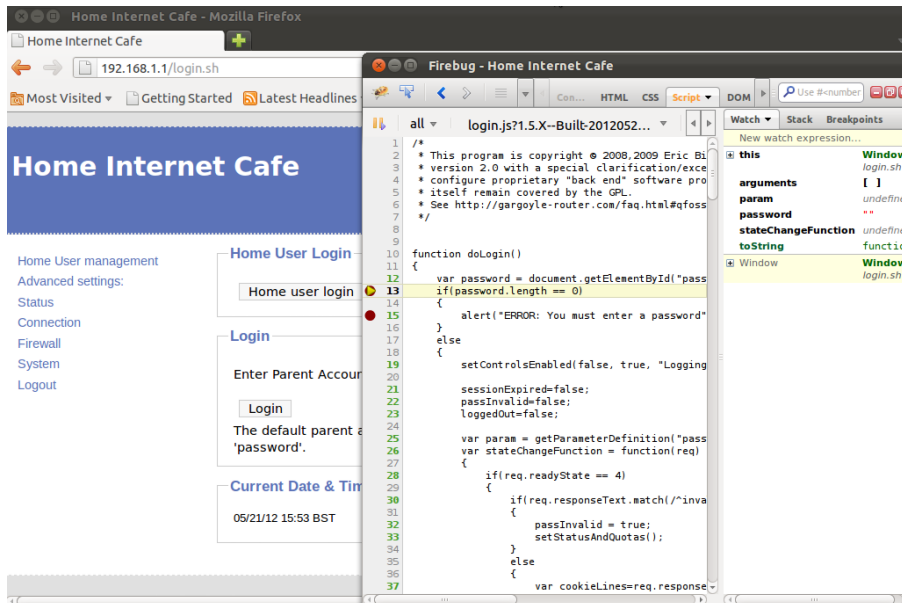 Home Internet Cafe - Mozilla Firefox
Home Internet Cafe
192.168.1.1/login.sh
Most Visited
Getting Started
Latest Headlines
Home Internet Cafe
Home User management
Advanced settings:
Status
Connection
Firewall
System
Logout
Home User Login
Home user login
Login
Enter Parent Accour
Login
The default parent a
'password'.
Current Date & Tim
05/21/12 15:53 BST
Firebug - Home Internet Cafe
Con... HTML CSS Script DOM
Use #<number
all login.js?1.5.X--Built-2012052...
1 /*
2 * This program is copyright © 2008,2009 Eric Bi
3 * version 2.0 with a special clarification/exce
4 * configure proprietary "back end" software pro
5 * itself remain covered by the GPL.
6 * See http://gargoyle-router.com/faq.html#qfoss
7 */
8
9
10 function doLogin()
11 {
12 var password = document.getElementById("pass
13 if(password.length == 0)
14 {
15 alert("ERROR: You must enter a password"
16 }
17 else
18 {
19 setControlsEnabled(false, true, "Logging
20
21 sessionExpired=false;
22 passInvalid=false;
23 loggedOut=false;
24
25 var param = getParameterDefinition("pass
26 var stateChangeFunction = function(req)
27 {
28 if(req.readyState == 4)
29 {
30 if(req.responseText.match(/^inva
31 {
32 passInvalid = true;
33 setStatusAndQuotas();
34 }
35 else
36 {
37 var cookieLines=req.response
Watch Stack Breakpoints
New watch expression...
this Window
login.sh
arguments [ ]
param undefine
password ""
stateChangeFunction undefine
toString functio
Window Window
login.sh